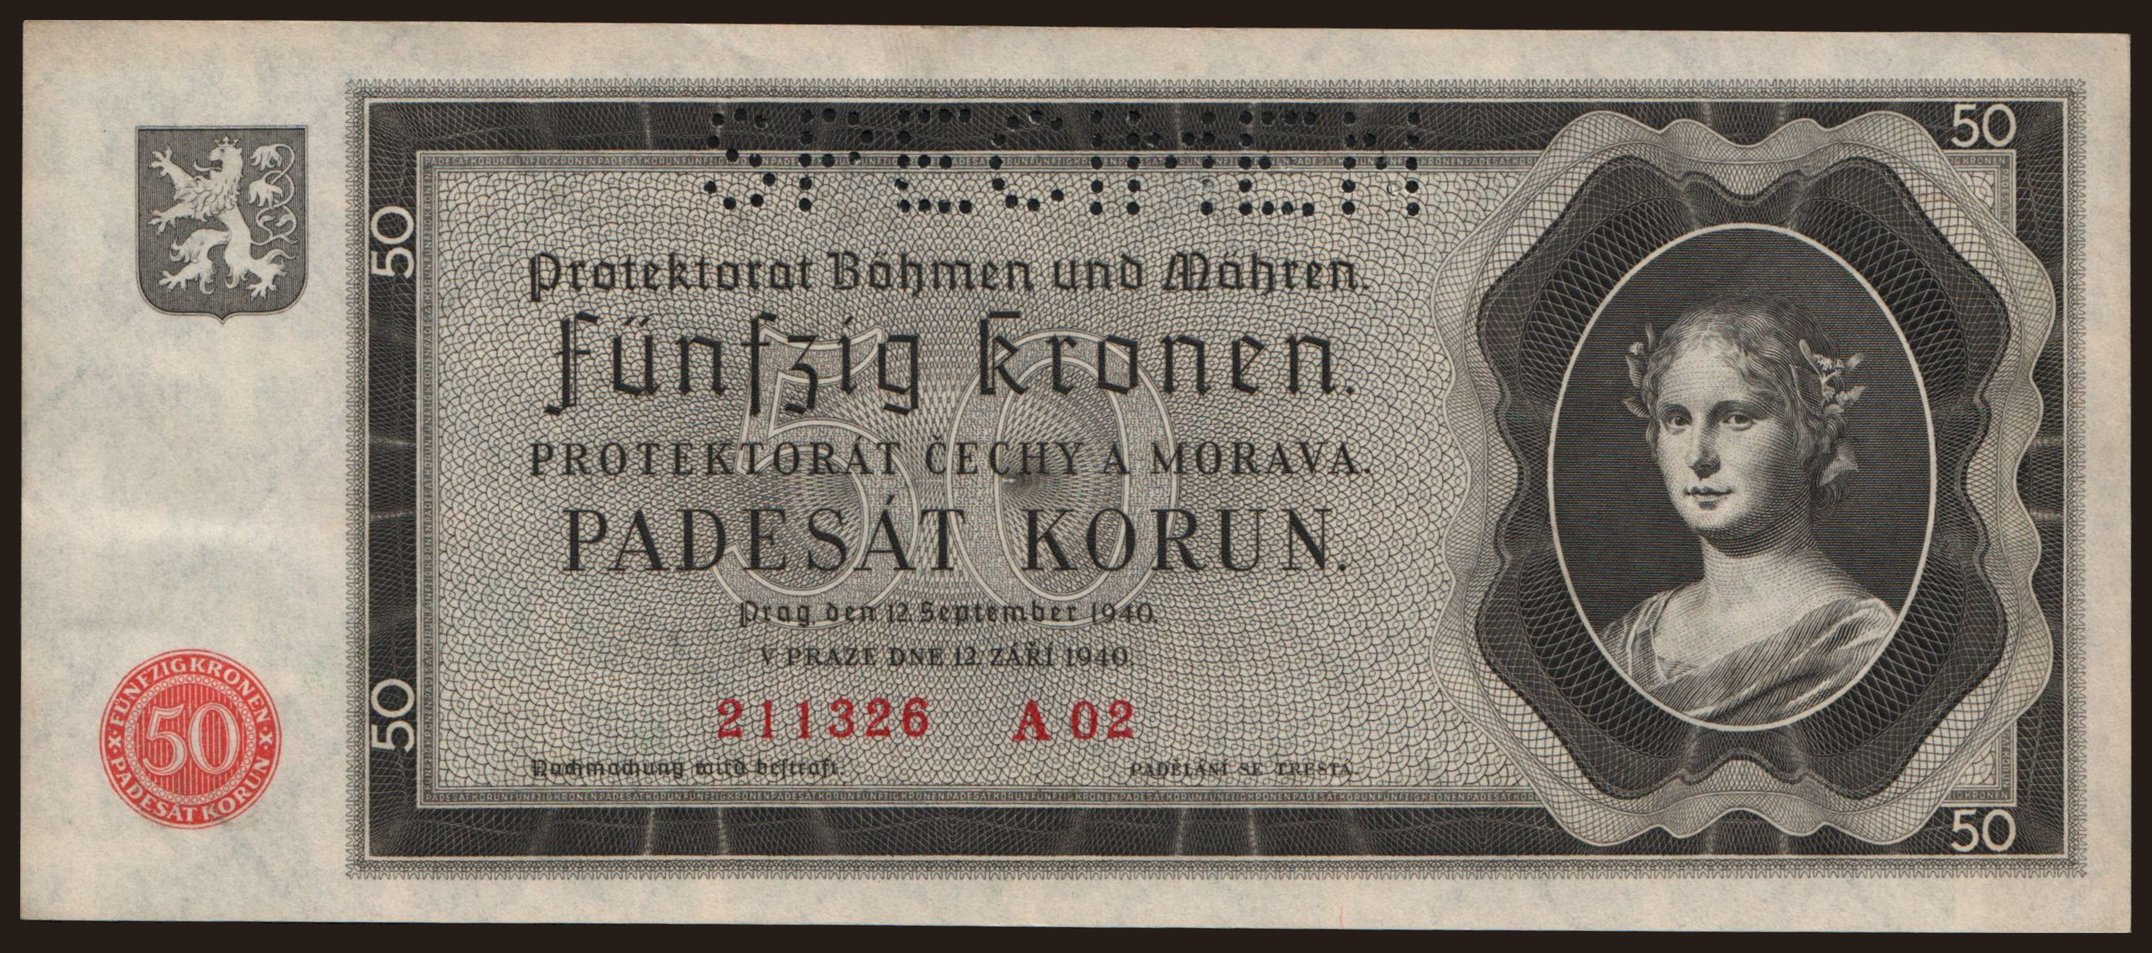 SPECIMEN
50
50
Protektorat Böhmen und Mähren.
Fünfzig Kronen.
50
PROTEKTORÁT ČECHY A MORAVA.
PADESÁT KORUN.
Prag, den 12. September 1940.
V PRAZE DNE 12. ZÁŘÍ 1940.
50
211326 A 02
FÜNFZIG KRONEN
50
PADESÁT KORUN
Nachmachung wird bestraft.
PADĚLÁNÍ SE TRESTÁ.
50